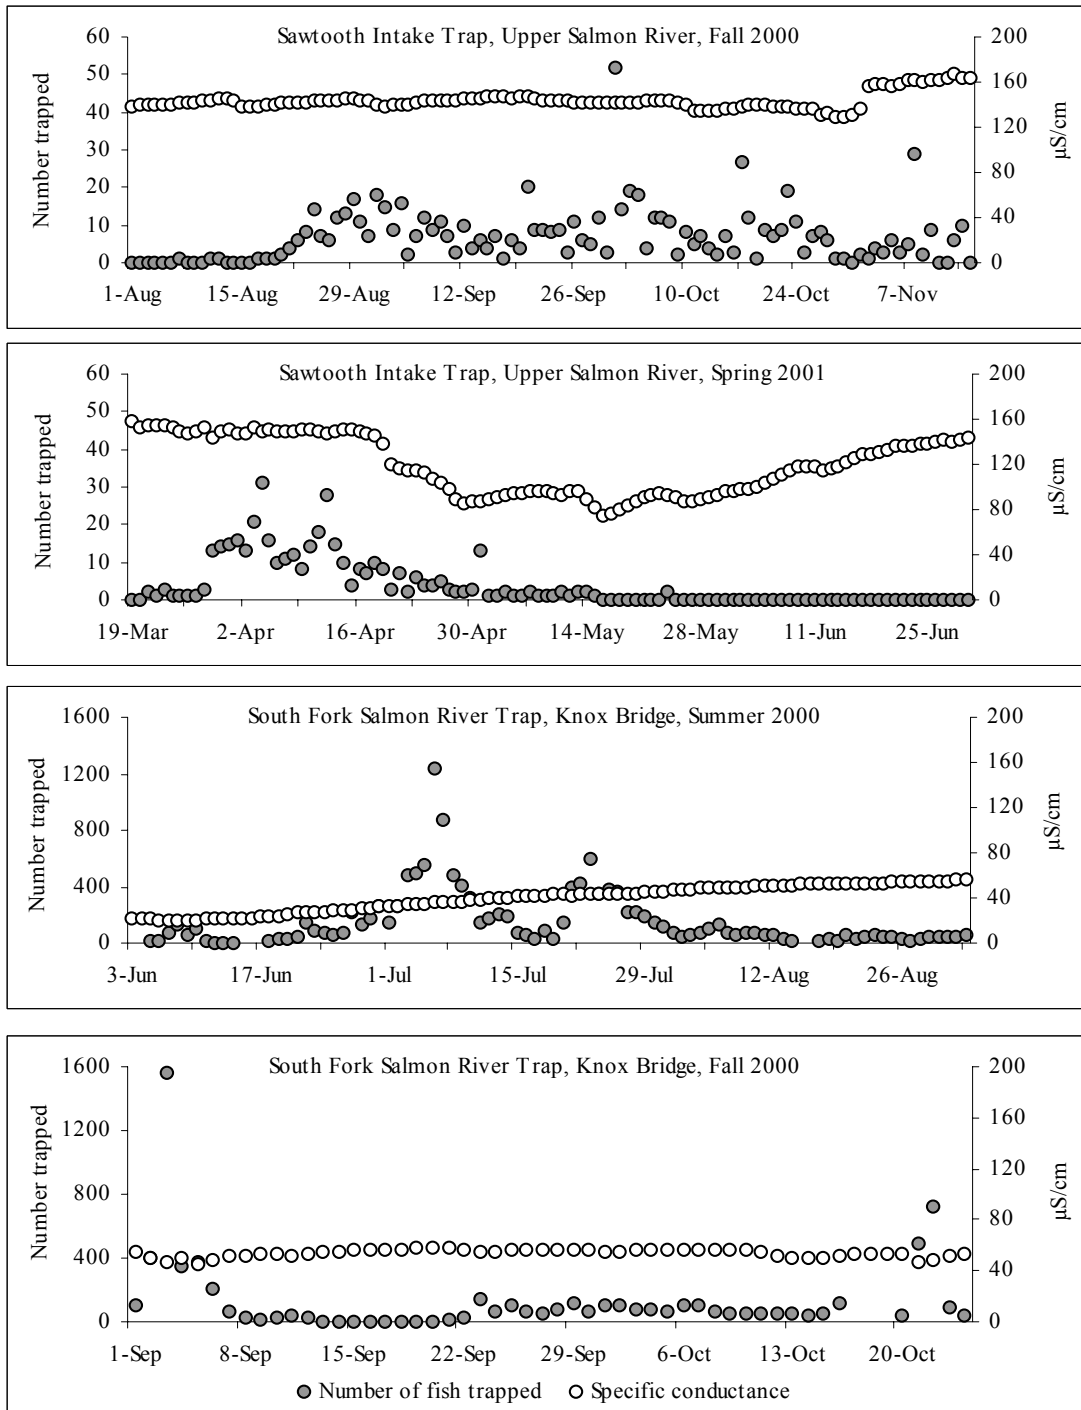 Sawtooth Intake Trap, Upper Salmon River, Fall 2000
Number trapped
60
50
40
30
20
10
0
200
160
120
80
40
0
µS/cm
1-Aug 15-Aug 29-Aug 12-Sep 26-Sep 10-Oct 24-Oct 7-Nov
Sawtooth Intake Trap, Upper Salmon River, Spring 2001
Number trapped
60
50
40
30
20
10
0
200
160
120
80
40
0
µS/cm
19-Mar 2-Apr 16-Apr 30-Apr 14-May 28-May 11-Jun 25-Jun
South Fork Salmon River Trap, Knox Bridge, Summer 2000
Number trapped
1600
1200
800
400
0
200
160
120
80
40
0
µS/cm
3-Jun 17-Jun 1-Jul 15-Jul 29-Jul 12-Aug 26-Aug
South Fork Salmon River Trap, Knox Bridge, Fall 2000
Number trapped
1600
1200
800
400
0
200
160
120
80
40
0
µS/cm
1-Sep 8-Sep 15-Sep 22-Sep 29-Sep 6-Oct 13-Oct 20-Oct
Number of fish trapped Specific conductance